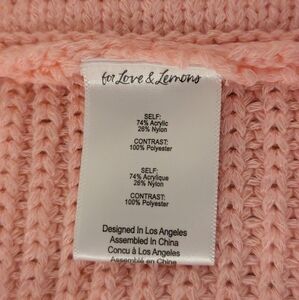 for Love & Lemons
SELF:
74% Acrylic
26% Nylon
CONTRAST:
100% Polyester
SELF:
74% Acrylique
26% Nylon
CONTRAST:
100% Polyester
Designed In Los Angeles
Assembled In China
Concu à Los Angeles
Assemblé en Chine